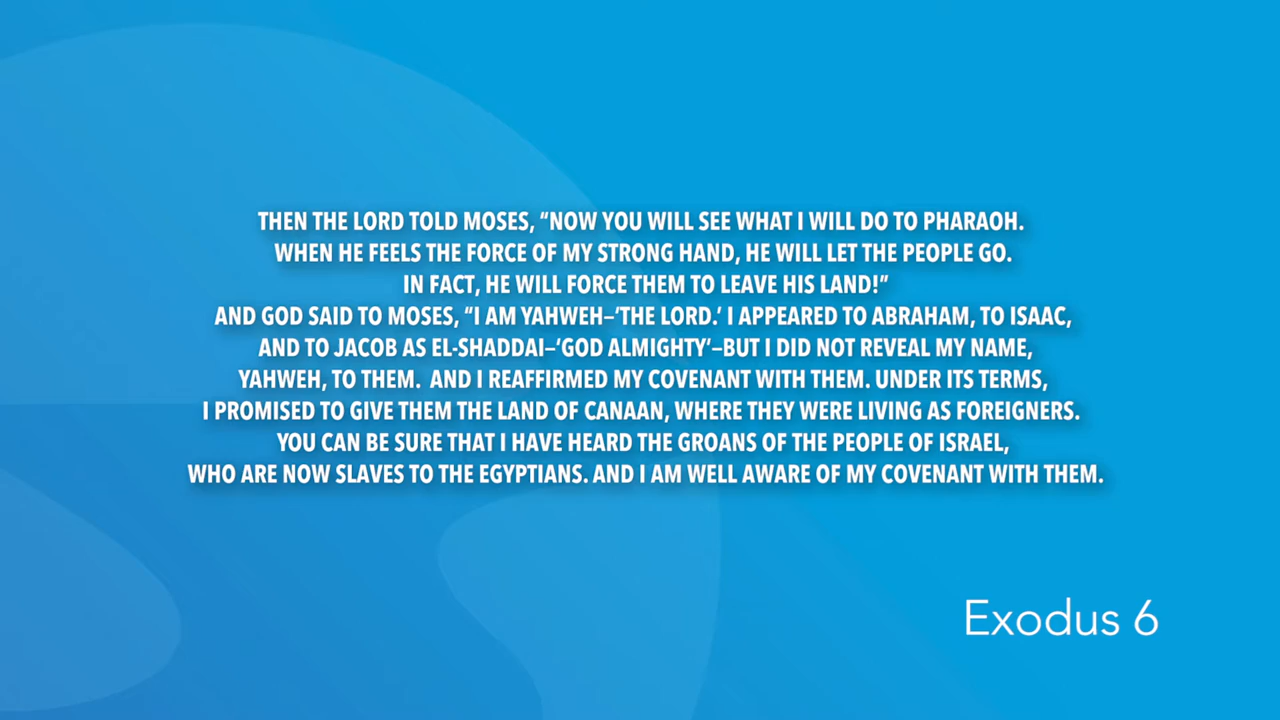 THEN THE LORD TOLD MOSES, “NOW YOU WILL SEE WHAT I WILL DO TO PHARAOH.
WHEN HE FEELS THE FORCE OF MY STRONG HAND, HE WILL LET THE PEOPLE GO.
IN FACT, HE WILL FORCE THEM TO LEAVE HIS LAND!”
AND GOD SAID TO MOSES, “I AM YAHWEH–‘THE LORD.’ I APPEARED TO ABRAHAM, TO ISAAC,
AND TO JACOB AS EL-SHADDAI–‘GOD ALMIGHTY’–BUT I DID NOT REVEAL MY NAME,
YAHWEH, TO THEM.  AND I REAFFIRMED MY COVENANT WITH THEM. UNDER ITS TERMS,
I PROMISED TO GIVE THEM THE LAND OF CANAAN, WHERE THEY WERE LIVING AS FOREIGNERS.
YOU CAN BE SURE THAT I HAVE HEARD THE GROANS OF THE PEOPLE OF ISRAEL,
WHO ARE NOW SLAVES TO THE EGYPTIANS. AND I AM WELL AWARE OF MY COVENANT WITH THEM.
Exodus 6